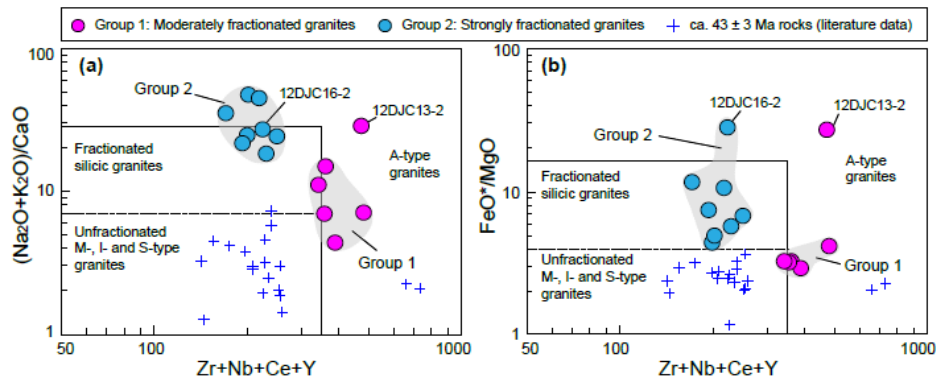 Group 1: Moderately fractionated granites
Group 2: Strongly fractionated granites
ca. 43 ± 3 Ma rocks (literature data)
(a)
100
10
1
(Na2O+K2O)/CaO
Group 2
12DJC16-2
12DJC13-2
Fractionated
silicic granites
A-type
granites
Unfractionated
M-, I- and S-type
granites
Group 1
50
100
1000
Zr+Nb+Ce+Y
(b)
100
10
1
FeO*/MgO
12DJC16-2
12DJC13-2
Group 2
A-type
granites
Fractionated
silicic granites
Unfractionated
M-, I- and S-type
granites
Group 1
50
100
1000
Zr+Nb+Ce+Y